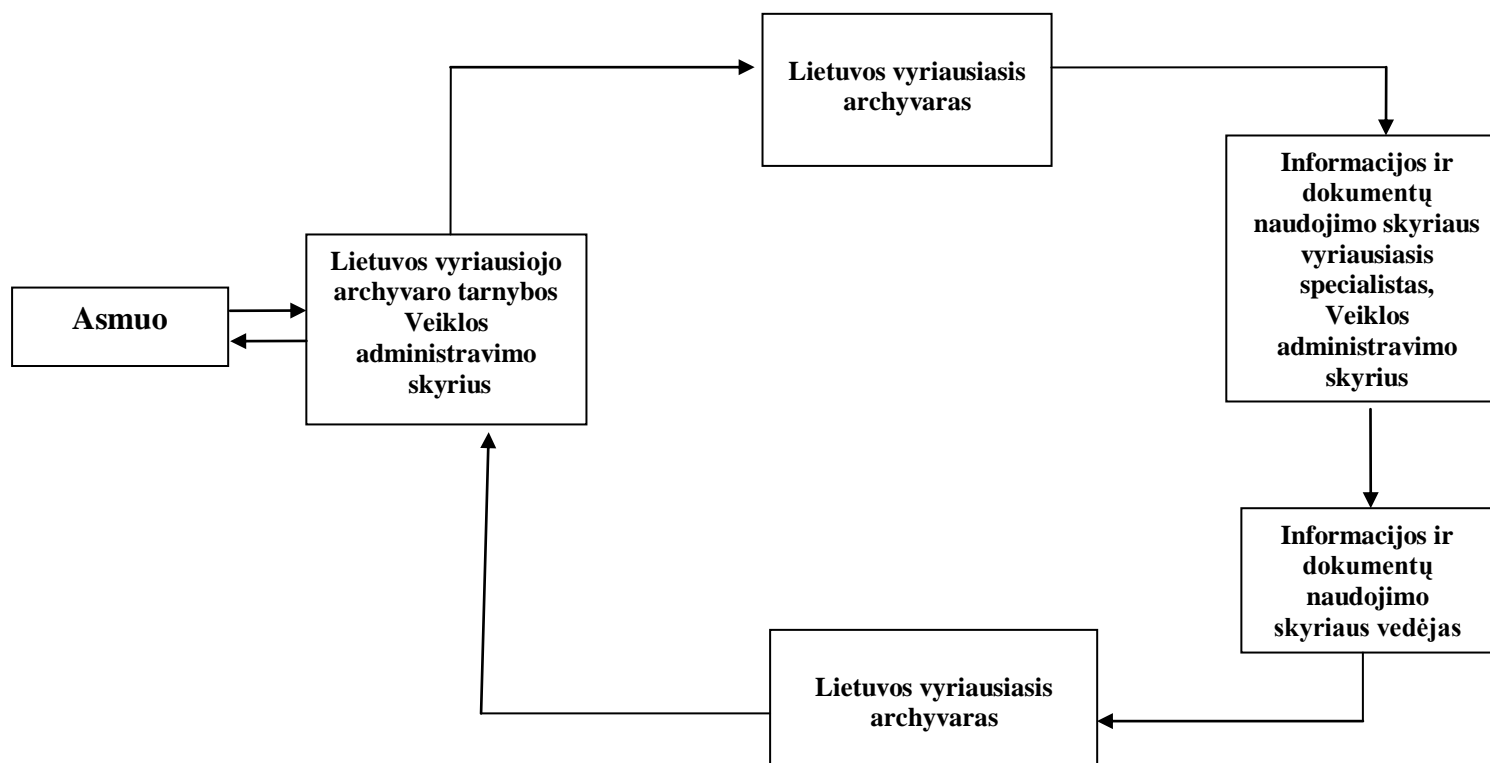 Asmuo
Lietuvos vyriausiojo
archyvaro tarnybos
Veiklos
administravimo
skyrius
Lietuvos vyriausiasis
archyvaras
Informacijos ir
dokumentų
naudojimo skyriaus
vyriausiasis
specialistas,
Veiklos
administravimo
skyrius
Informacijos ir
dokumentų
naudojimo
skyriaus vedėjas
Lietuvos vyriausiasis
archyvaras